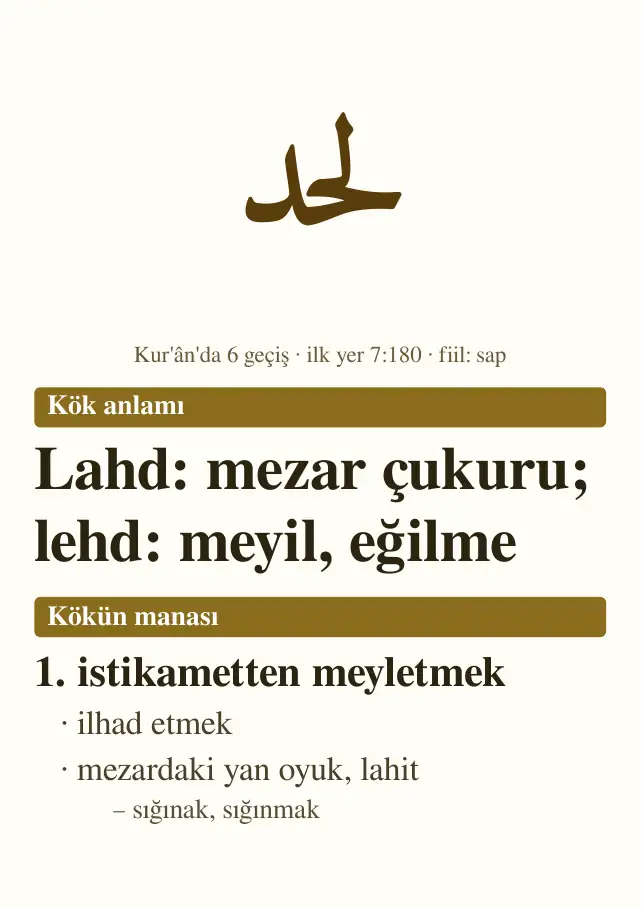 لحد
Kur'ân'da 6 geçiş · ilk yer 7:180 · fiil: sap
Kök anlamı
Lahd: mezar çukuru;
lehd: meyil, eğilme
Kökün manası
1. istikametten meyletmek
· ilhad etmek
· mezardaki yan oyuk, lahit
– sığınak, sığınmak